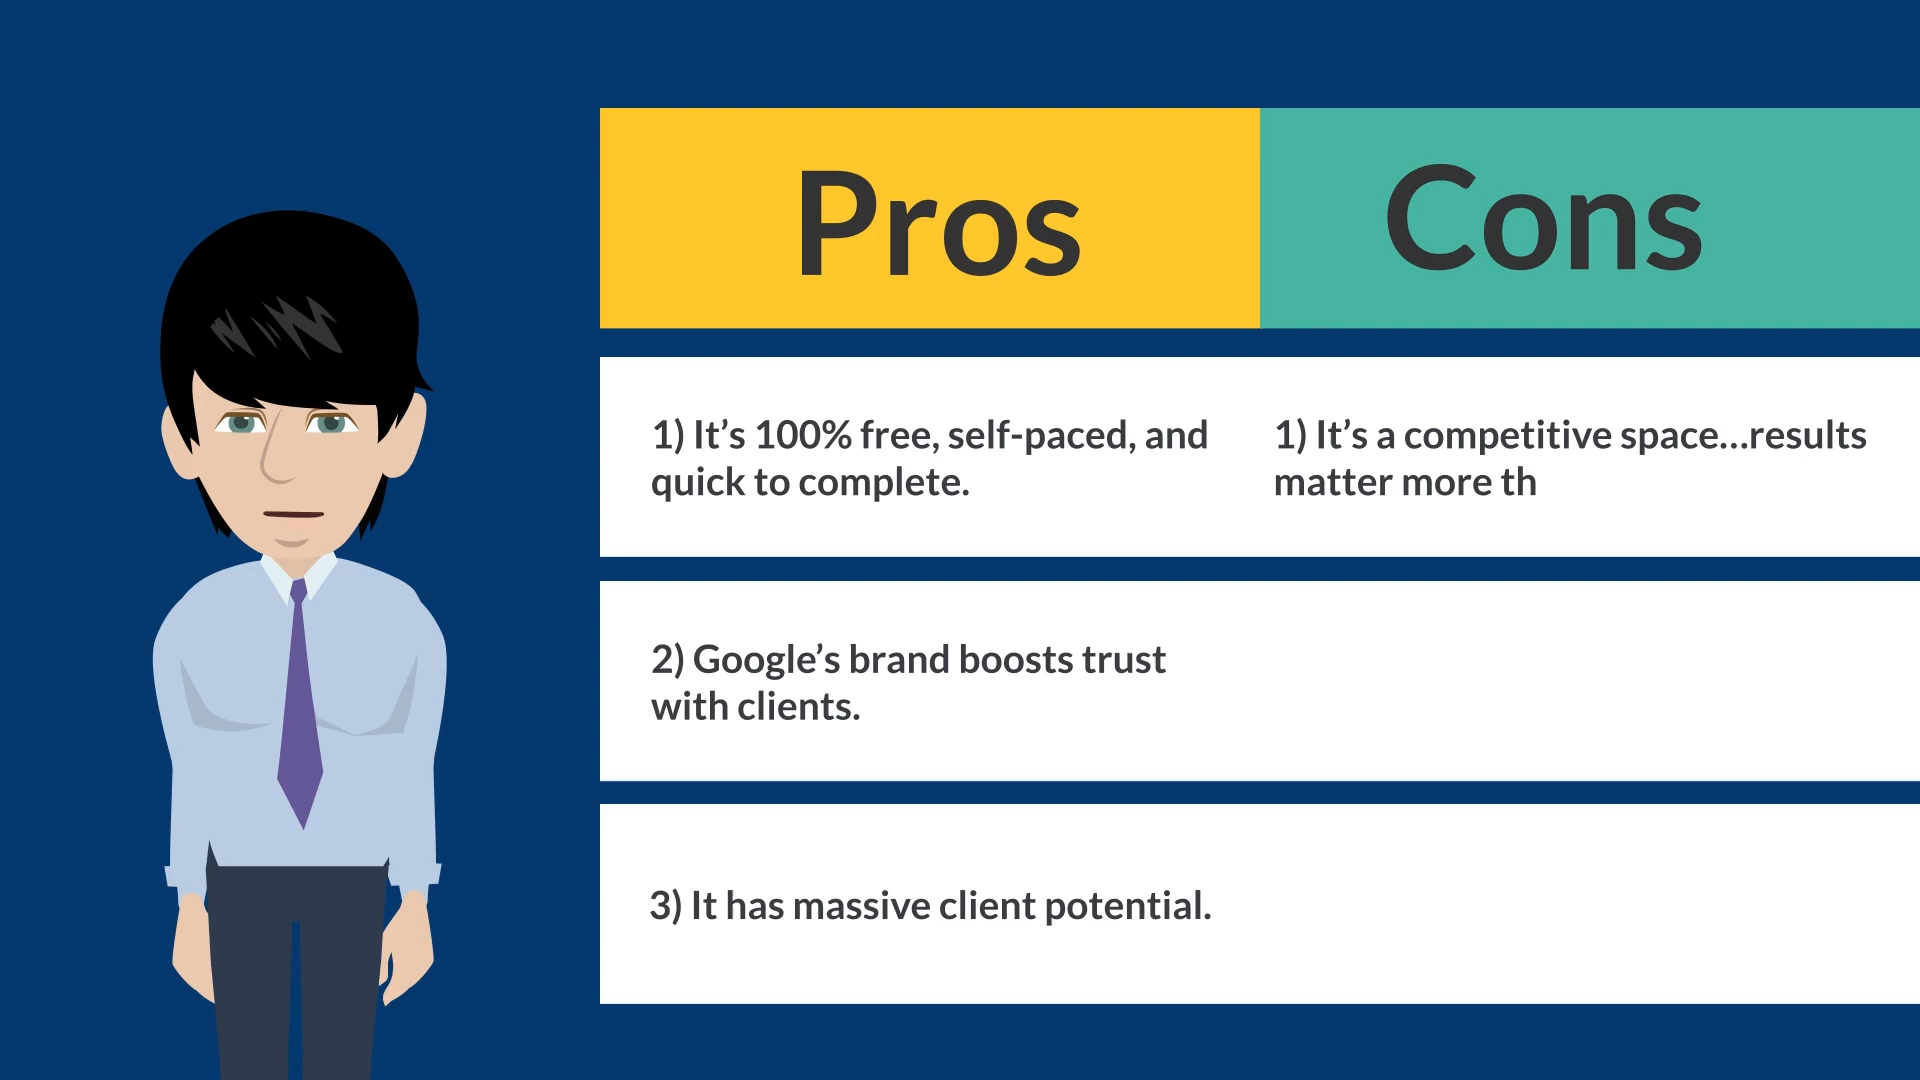 Pros
Cons
1) It’s 100% free, self-paced, and
quick to complete.
1) It’s a competitive space...results
matter more th
2) Google’s brand boosts trust
with clients.
3) It has massive client potential.